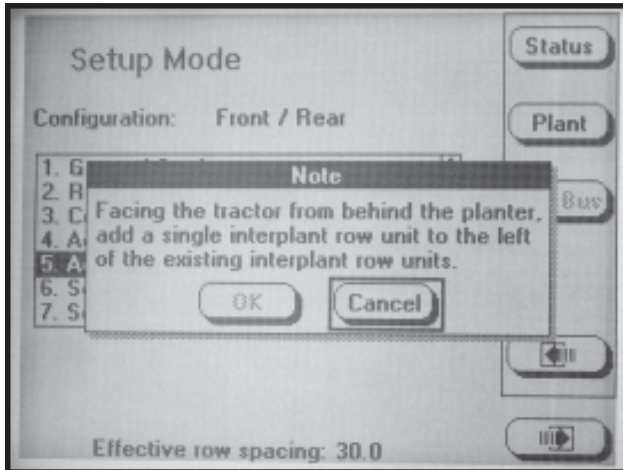 Setup Mode
Status
Configuration: Front / Rear
Plant
1. G
2. R
3. C
4. A
5. A
6. S
7. S
Note
Facing the tractor from behind the planter,
add a single interplant row unit to the left
of the existing interplant row units.
OK
Cancel
Effective row spacing: 30.0